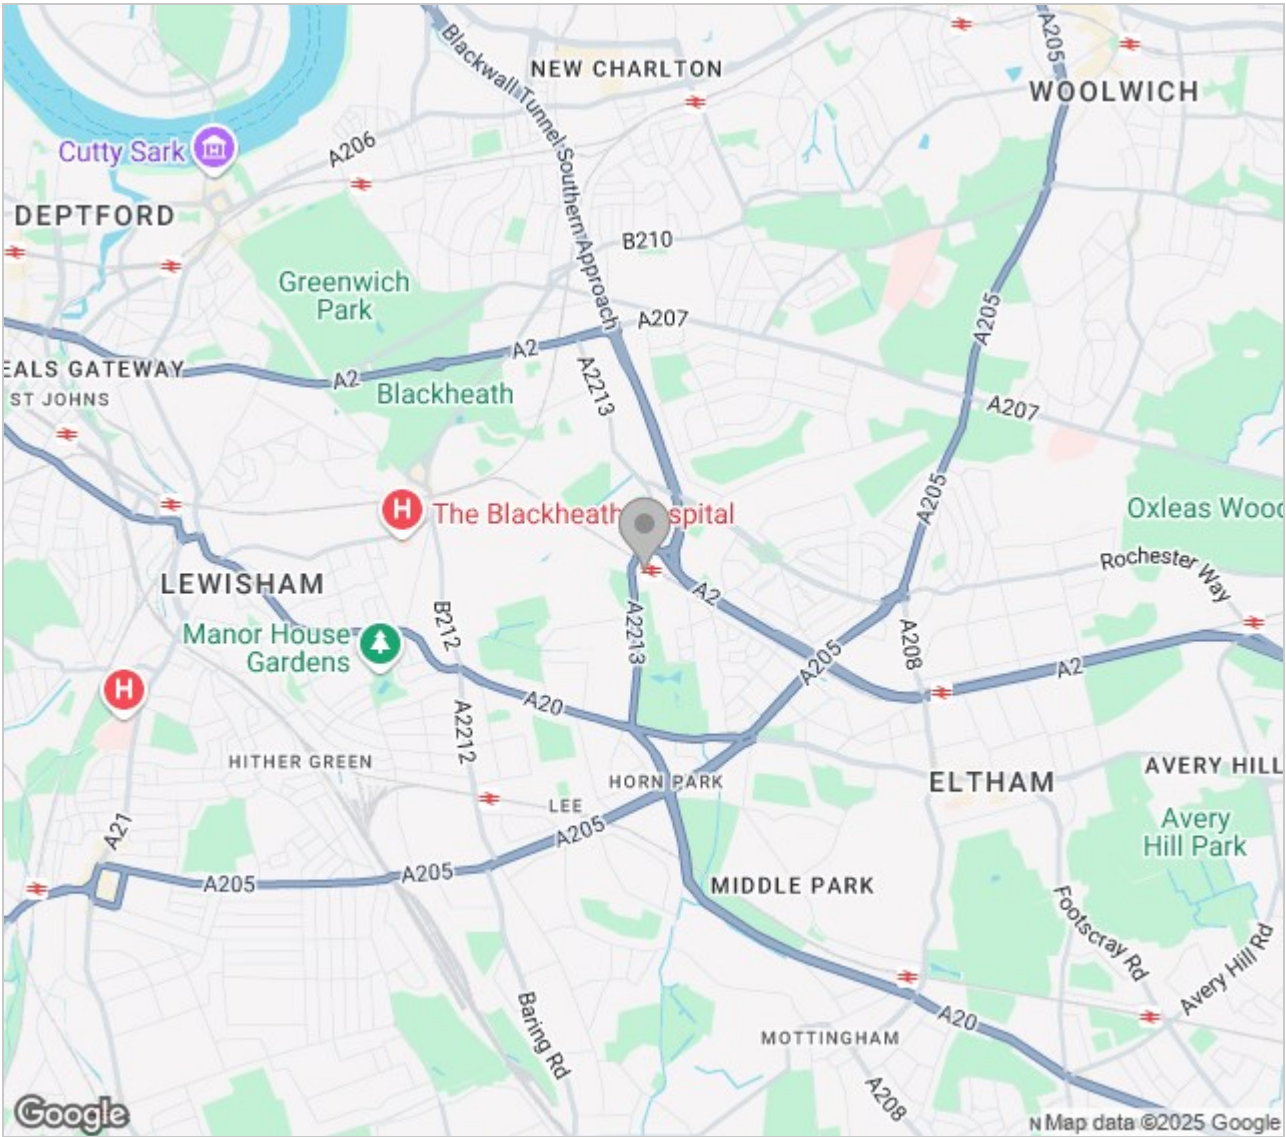 Blackwall Tunnel Southern Approach
A205
NEW CHARLTON
WOOLWICH
Cutty Sark
A206
DEPTFORD
B210
Greenwich
Park
A207
A205
A2
EALS GATEWAY
A2
A2213
Blackheath
ST JOHNS
A207
A205
The Blackheath
spital
Oxleas Wood
Rochester Way
LEWISHAM
A2
B212
A2213
A208
Manor House
Gardens
A205
A2
A20
A2212
HITHER GREEN
HORN PARK
ELTHAM
AVERY HILL
LEE
A21
A205
Avery
Hill Park
A205
A205
MIDDLE PARK
Footscray Rd
Avery Hill Rd
A20
Baring Rd
MOTTINGHAM
A208
Google
Map data ©2025 Google